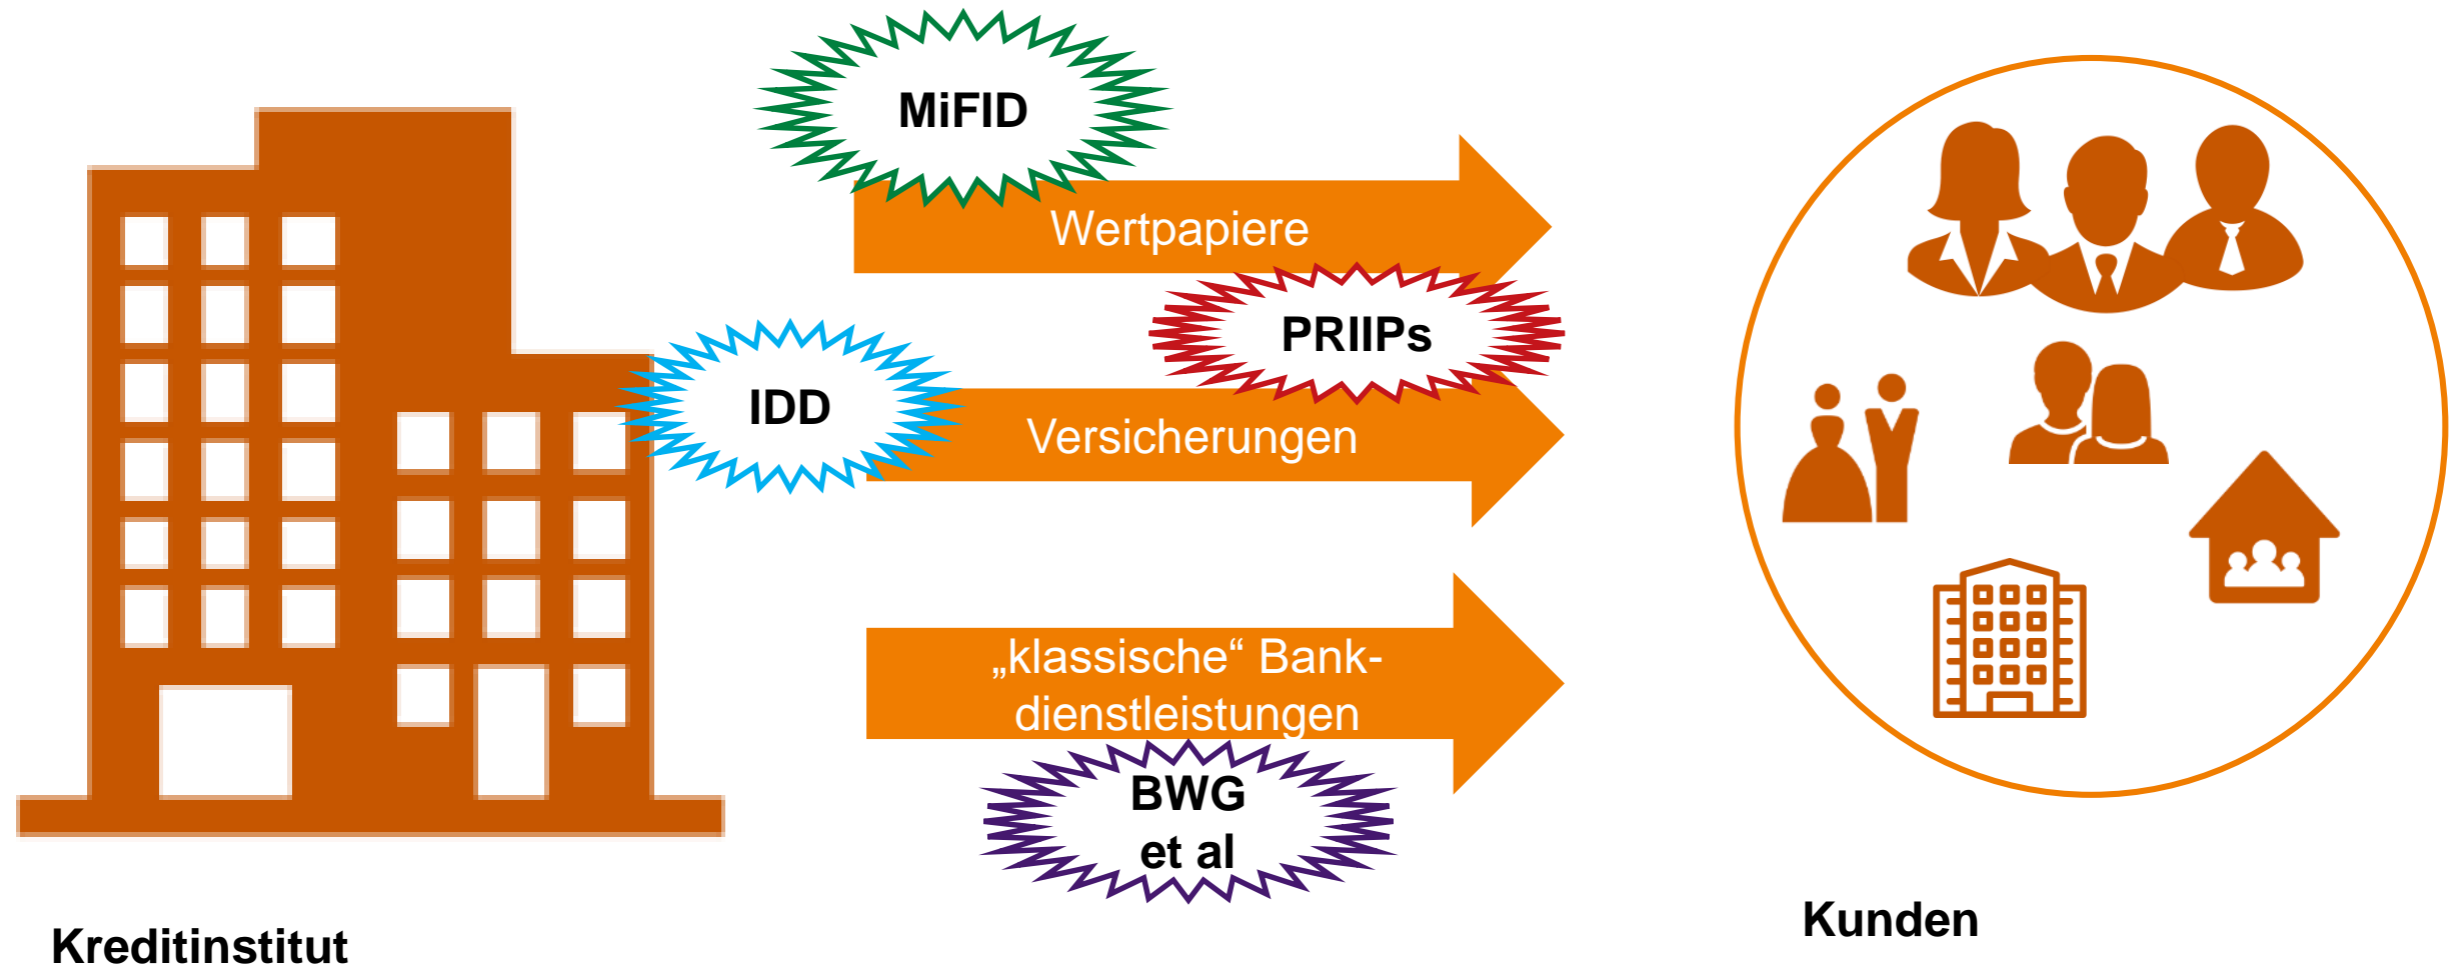 MiFID
Wertpapiere
PRIIPs
IDD
Versicherungen
„klassische“ Bank-
dienstleistungen
BWG
et al
Kreditinstitut
Kunden